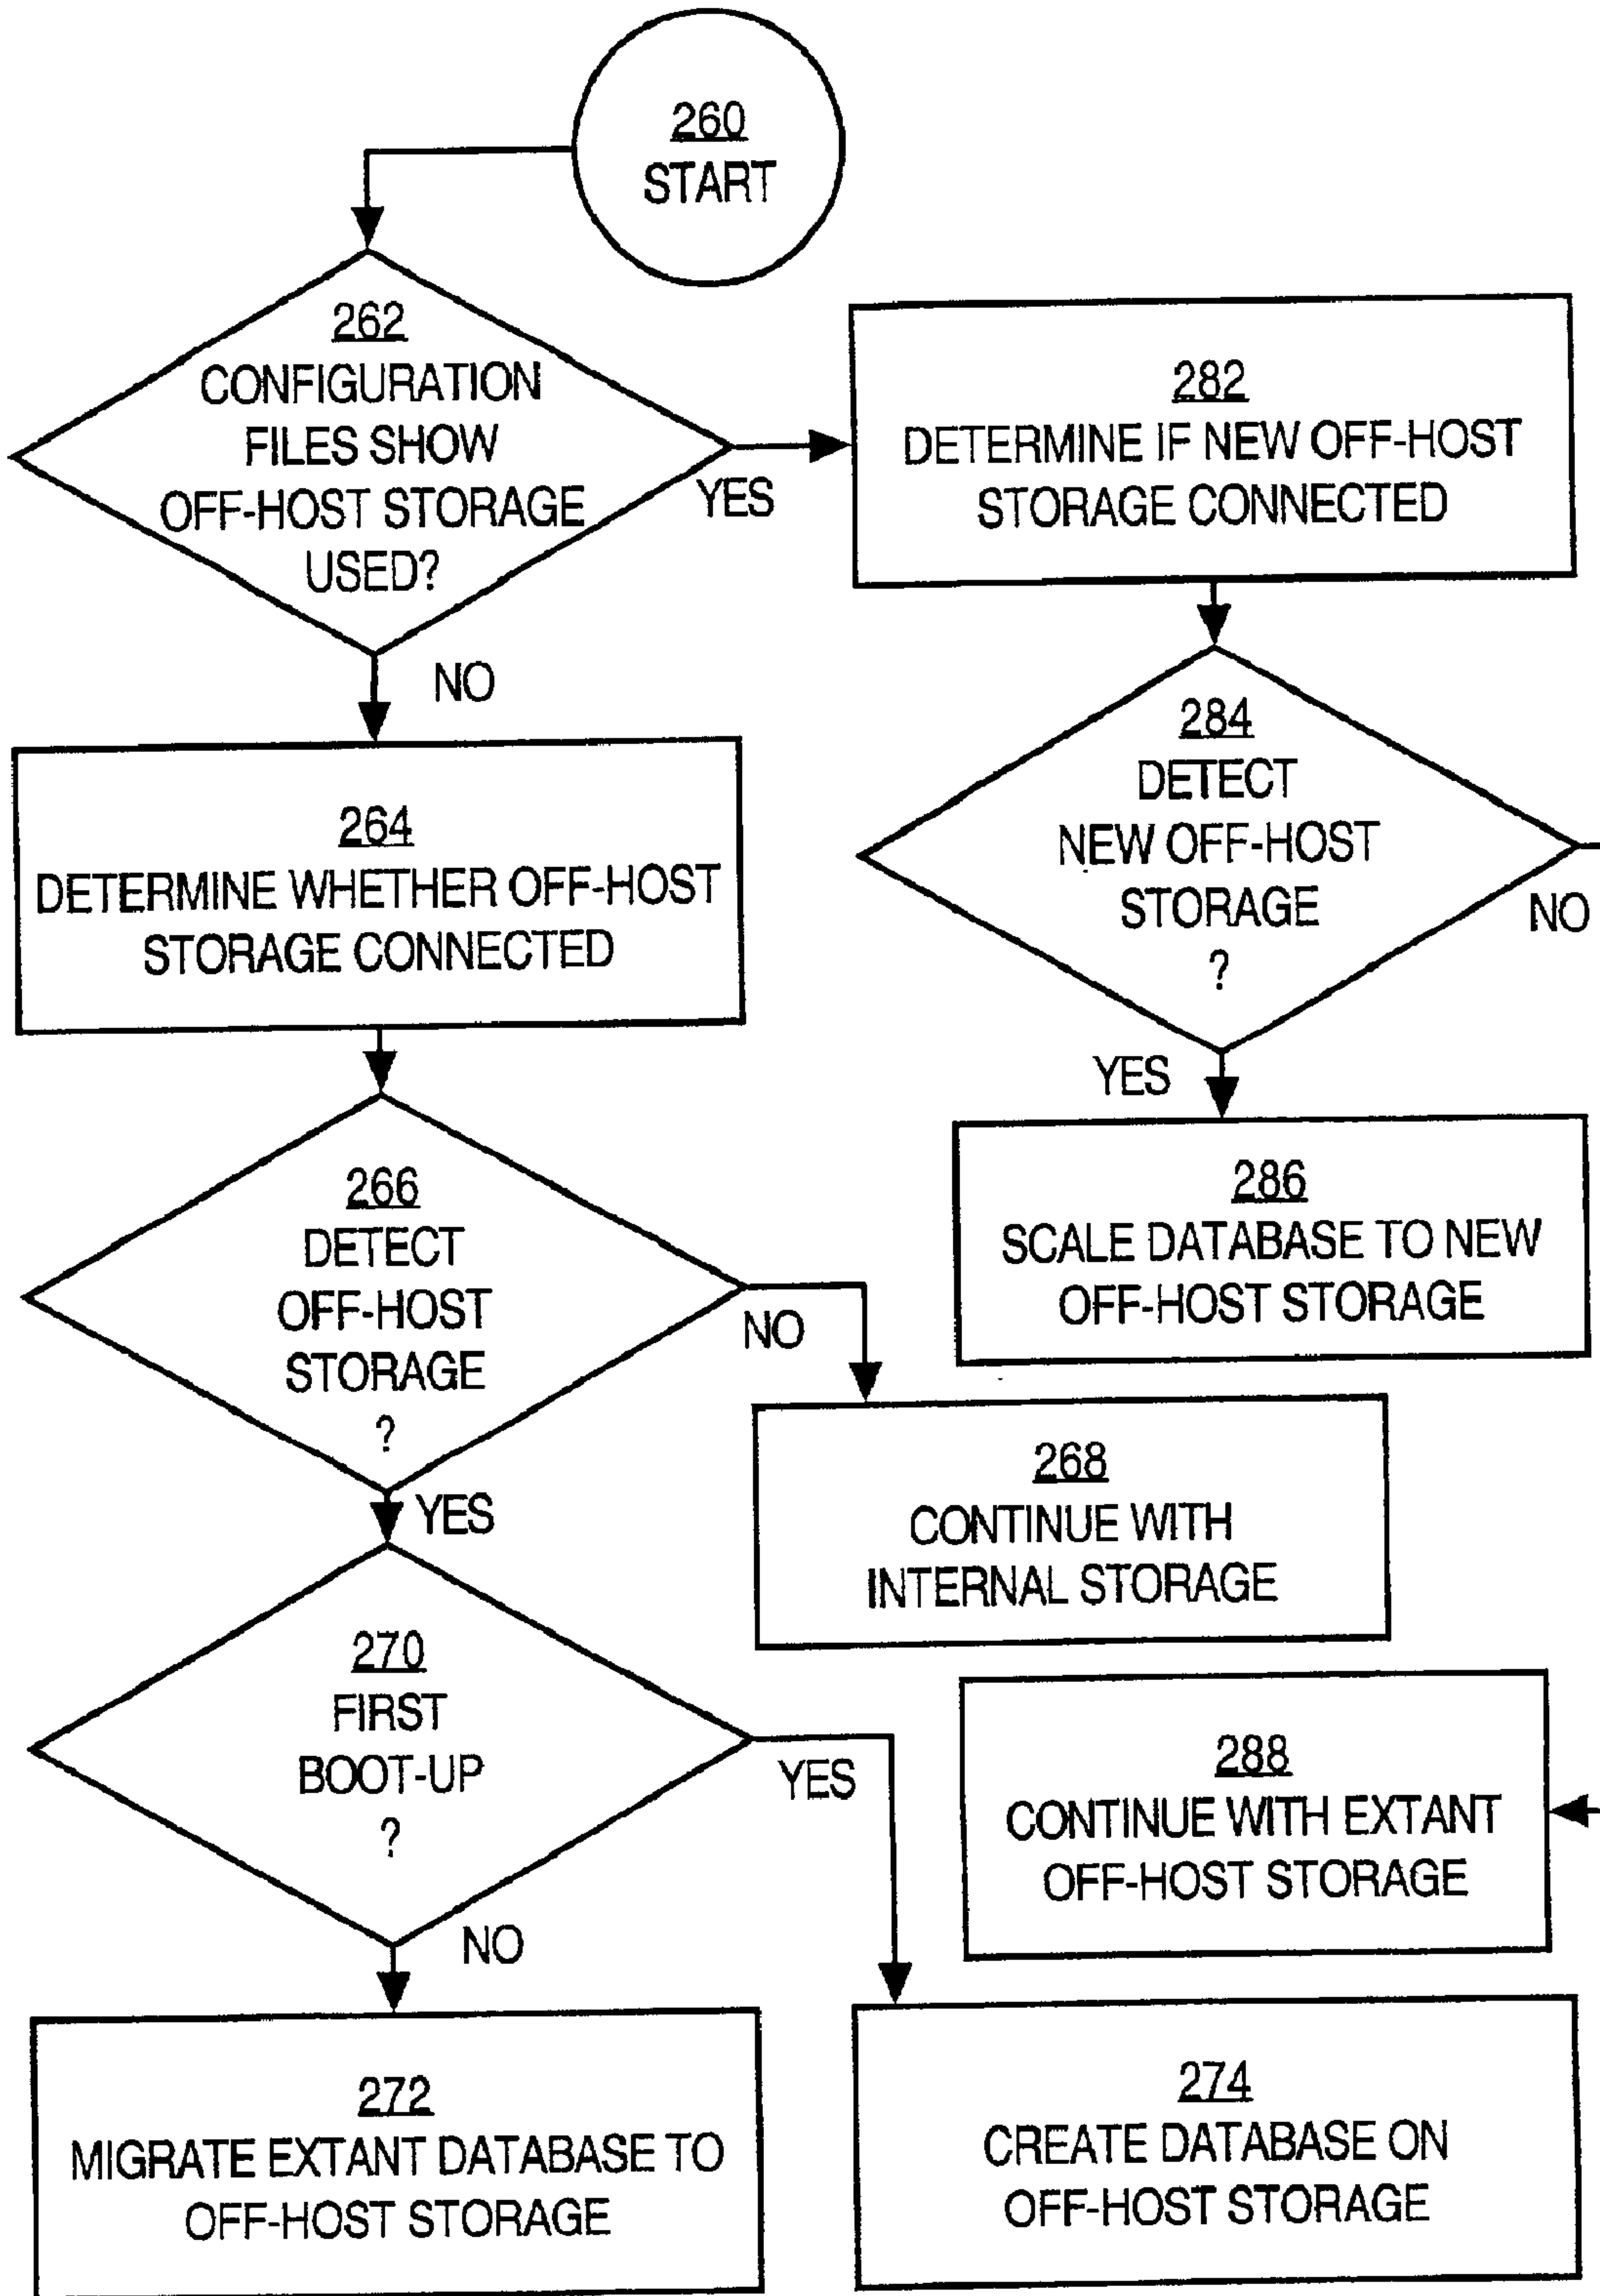 260
START
262
CONFIGURATION
FILES SHOW
OFF-HOST STORAGE
USED?
YES
NO
282
DETERMINE IF NEW OFF-HOST
STORAGE CONNECTED
284
DETECT
NEW OFF-HOST
STORAGE
?
NO
YES
264
DETERMINE WHETHER OFF-HOST
STORAGE CONNECTED
286
SCALE DATABASE TO NEW
OFF-HOST STORAGE
266
DETECT
OFF-HOST
STORAGE
?
NO
YES
268
CONTINUE WITH
INTERNAL STORAGE
270
FIRST
BOOT-UP
?
YES
NO
288
CONTINUE WITH EXTANT
OFF-HOST STORAGE
272
MIGRATE EXTANT DATABASE TO
OFF-HOST STORAGE
274
CREATE DATABASE ON
OFF-HOST STORAGE